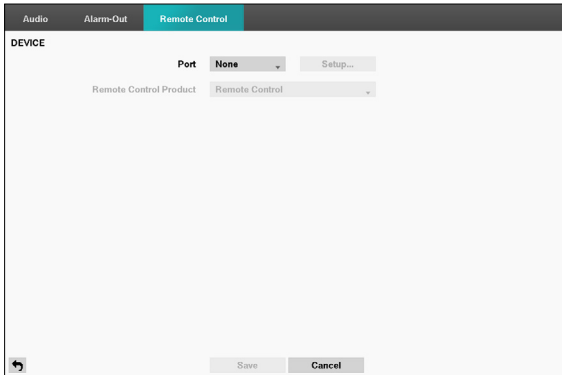 Audio Alarm-Out Remote Control
DEVICE
Port None Setup...
Remote Control Product Remote Control
Save Cancel